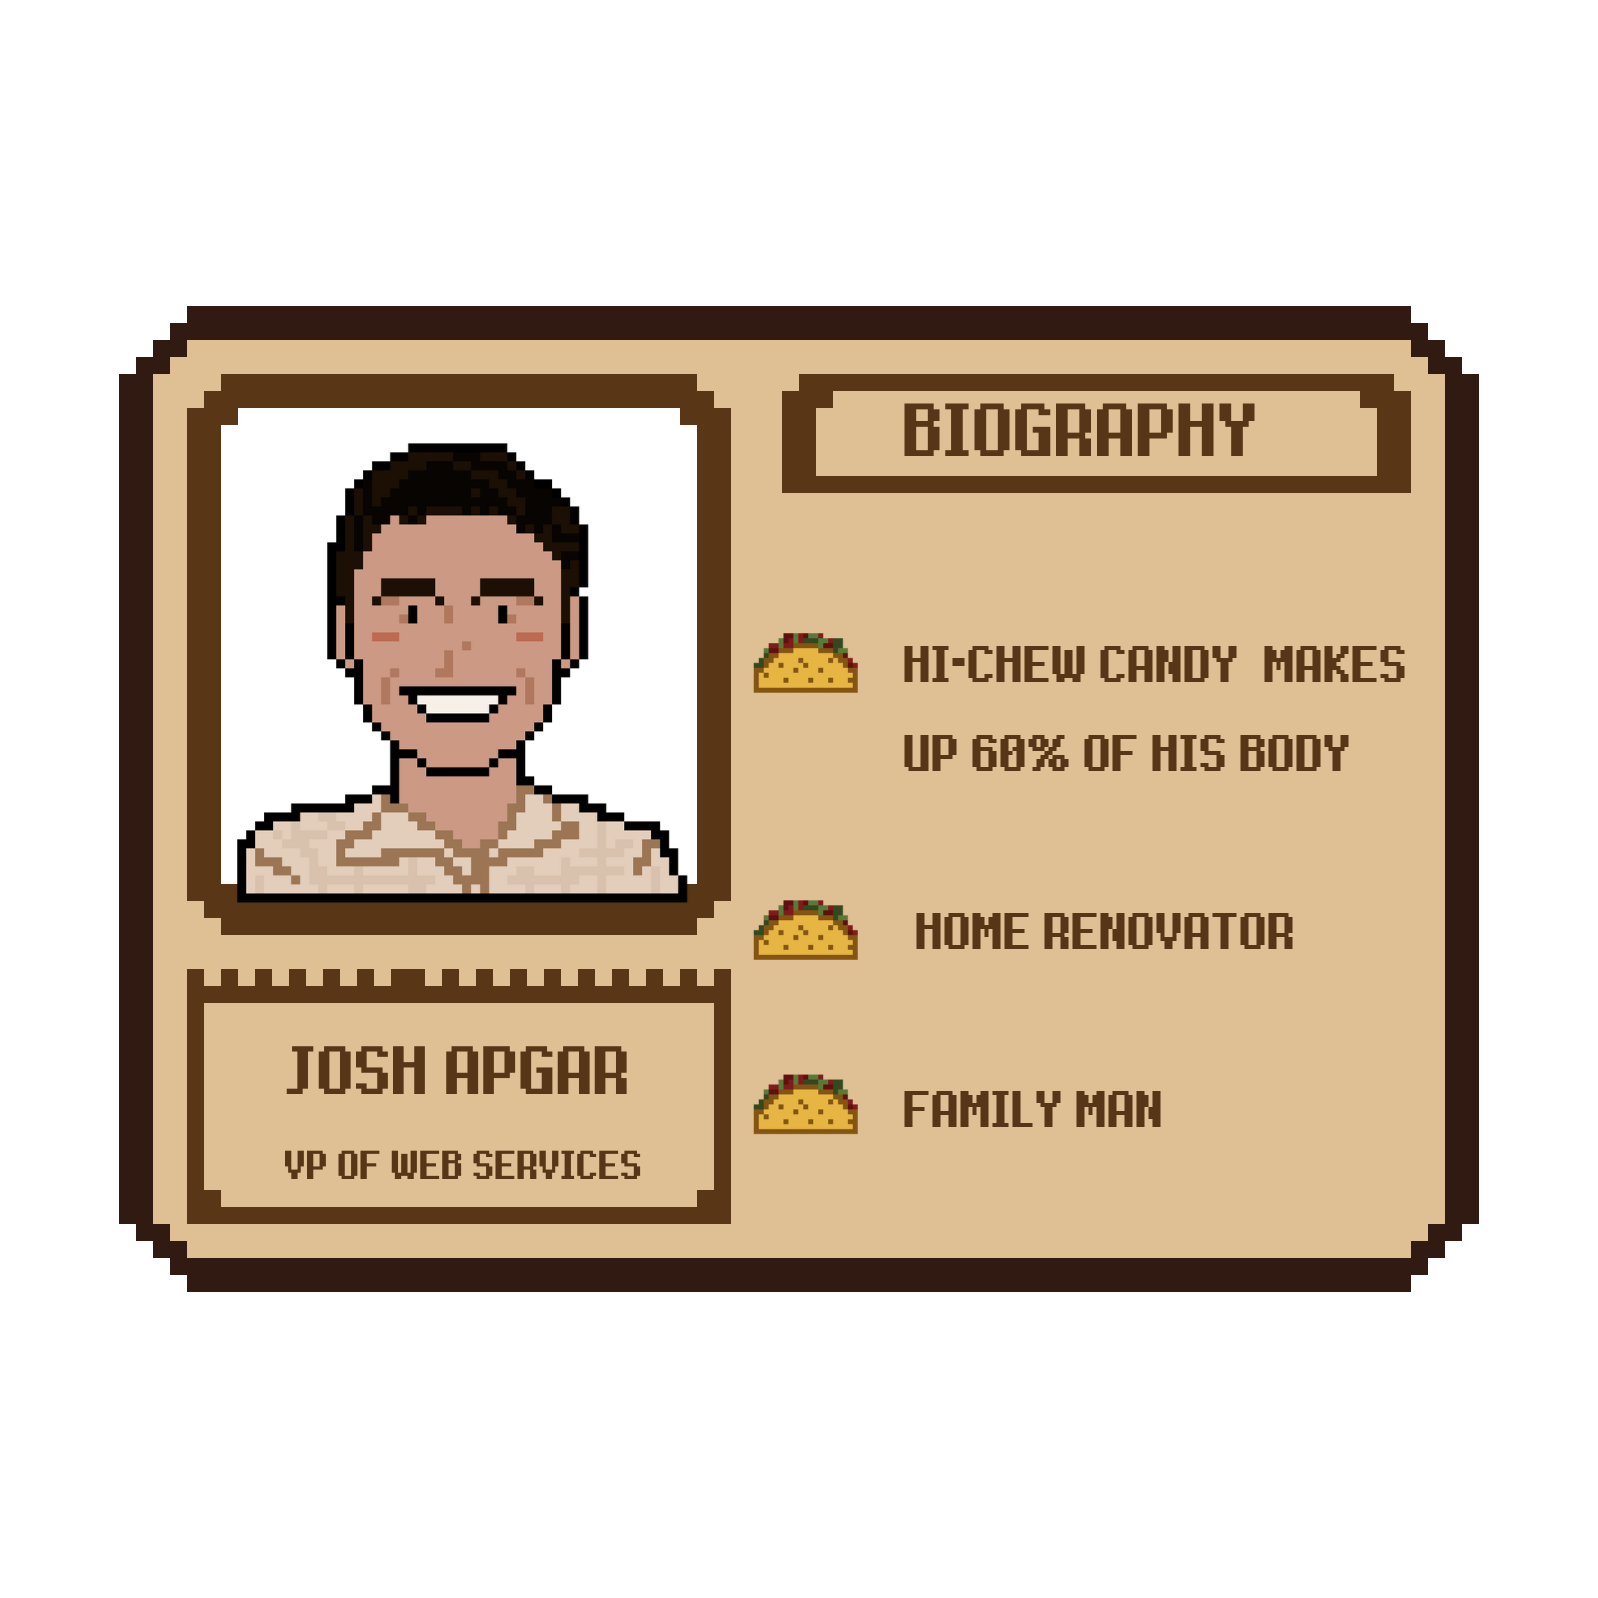 BIOGRAPHY
HI-CHEW CANDY MAKES
UP 60% OF HIS BODY
HOME RENOVATOR
FAMILY MAN
JOSH APGAR
VP OF WEB SERVICES